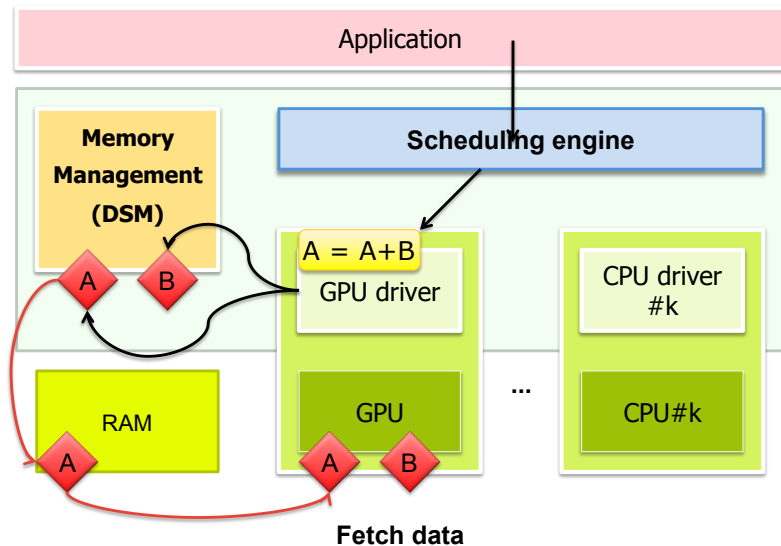 Application
Memory
Management
(DSM)
Scheduling engine
A = A+B
A
B
GPU driver
CPU driver
#k
...
RAM
GPU
CPU#k
A
A
B
Fetch data